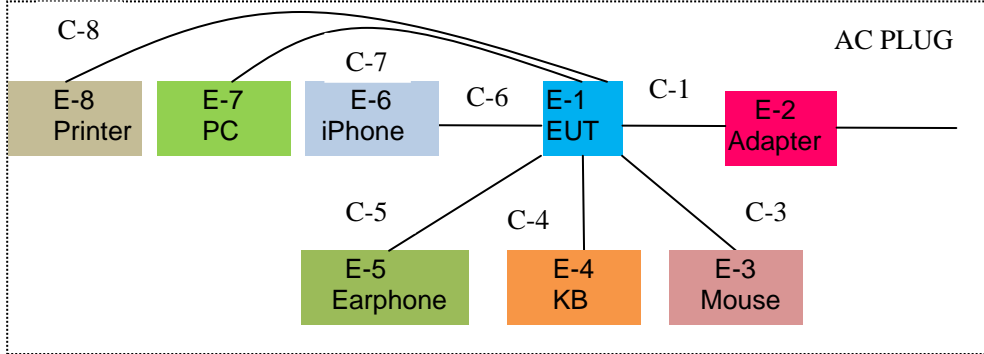 C-8
AC PLUG
C-7
E-8
Printer
E-7
PC
E-6
iPhone
C-6
E-1
EUT
C-1
E-2
Adapter
C-5
C-4
C-3
E-5
Earphone
E-4
KB
E-3
Mouse